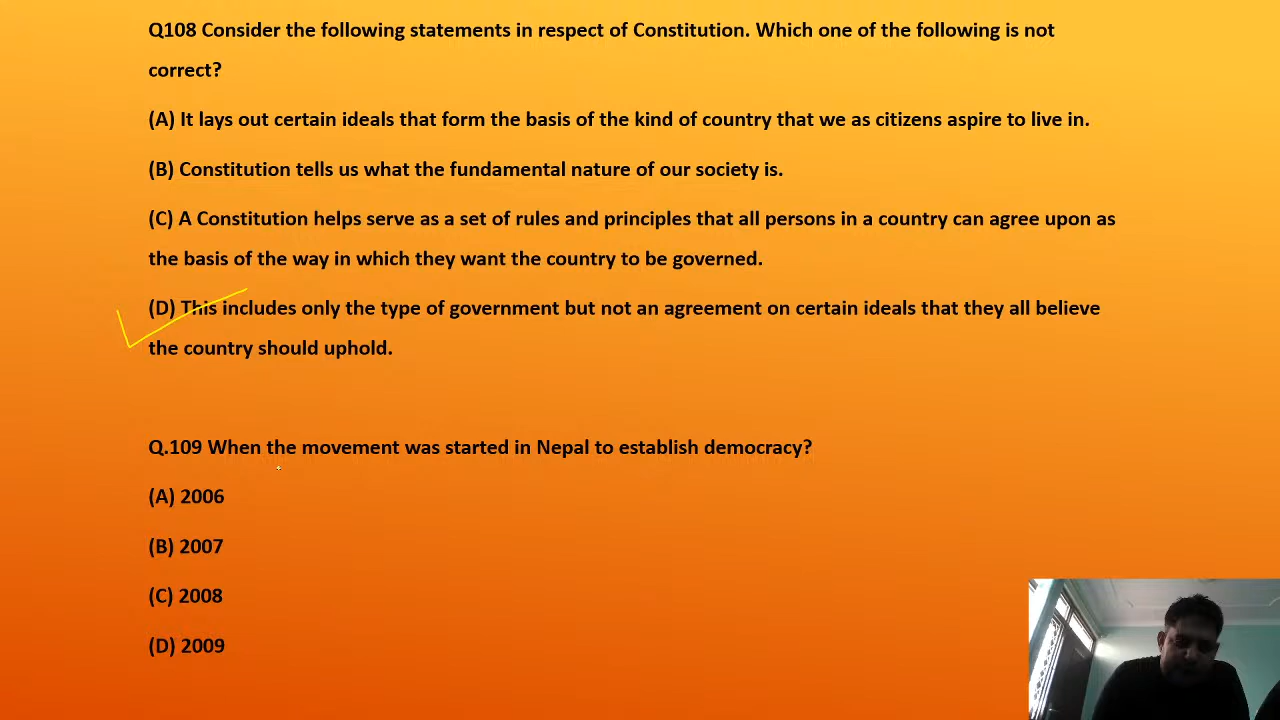 Q108 Consider the following statements in respect of Constitution. Which one of the following is not
correct?
(A) It lays out certain ideals that form the basis of the kind of country that we as citizens aspire to live in.
(B) Constitution tells us what the fundamental nature of our society is.
(C) A Constitution helps serve as a set of rules and principles that all persons in a country can agree upon as
the basis of the way in which they want the country to be governed.
(D) This includes only the type of government but not an agreement on certain ideals that they all believe
the country should uphold.
Q.109 When the movement was started in Nepal to establish democracy?
(A) 2006
(B) 2007
(C) 2008
(D) 2009